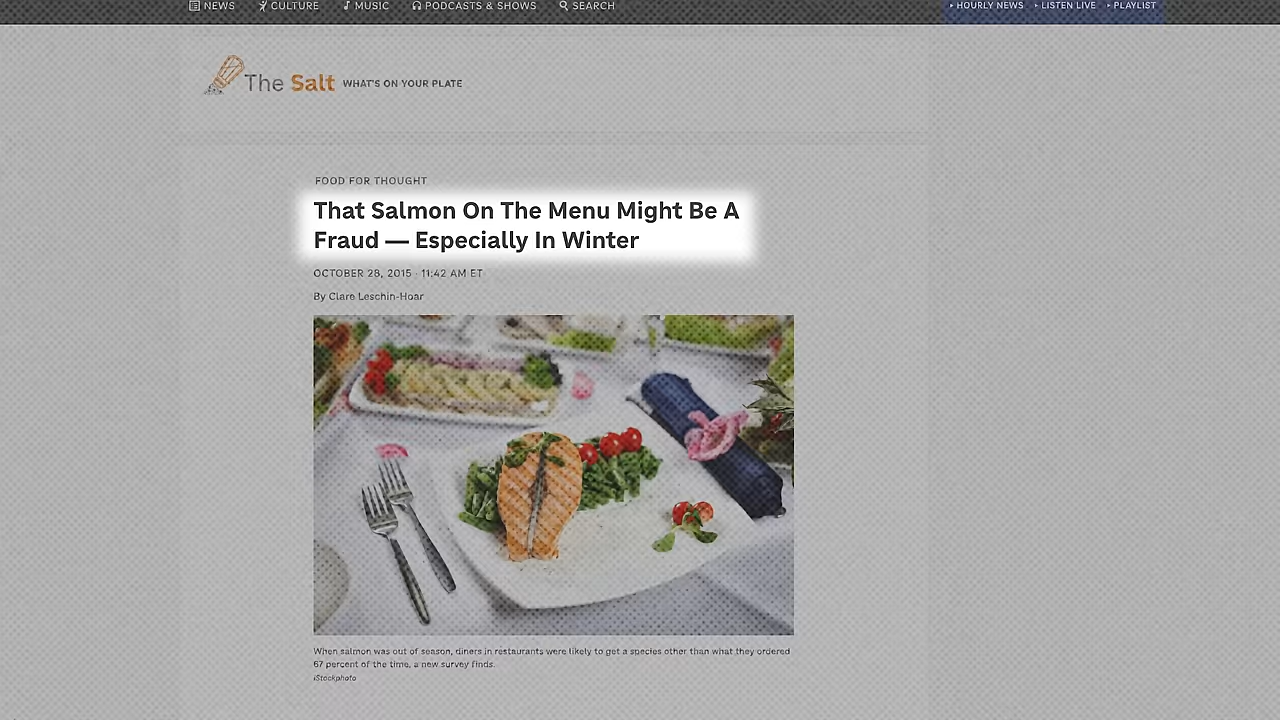 NEWS CULTURE MUSIC PODCASTS & SHOWS SEARCH HOURLY NEWS LISTEN LIVE PLAYLIST
The Salt WHAT'S ON YOUR PLATE
FOOD FOR THOUGHT
That Salmon On The Menu Might Be A
Fraud — Especially In Winter
OCTOBER 28, 2015 · 11:42 AM ET
By Clare Leschin-Hoar
When salmon was out of season, diners in restaurants were likely to get a species other than what they ordered
67 percent of the time, a new survey finds.
iStockphoto